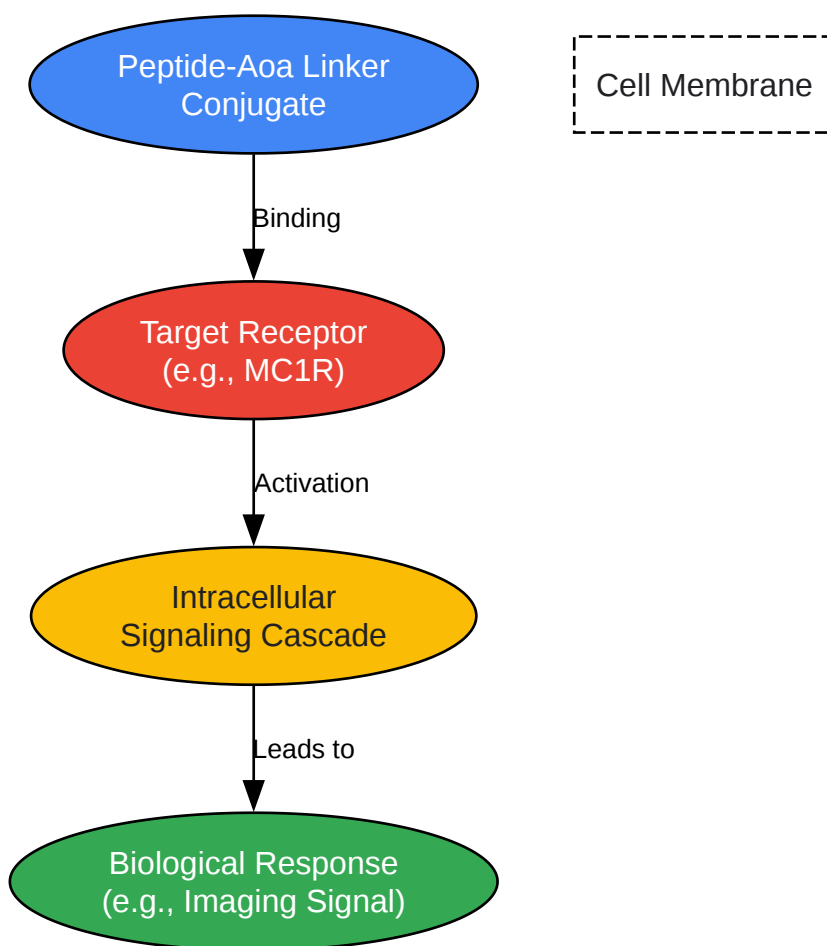 Peptide-Aoa Linker
Conjugate
Cell Membrane
Binding
Target Receptor
(e.g., MC1R)
Activation
Intracellular
Signaling Cascade
Leads to
Biological Response
(e.g., Imaging Signal)